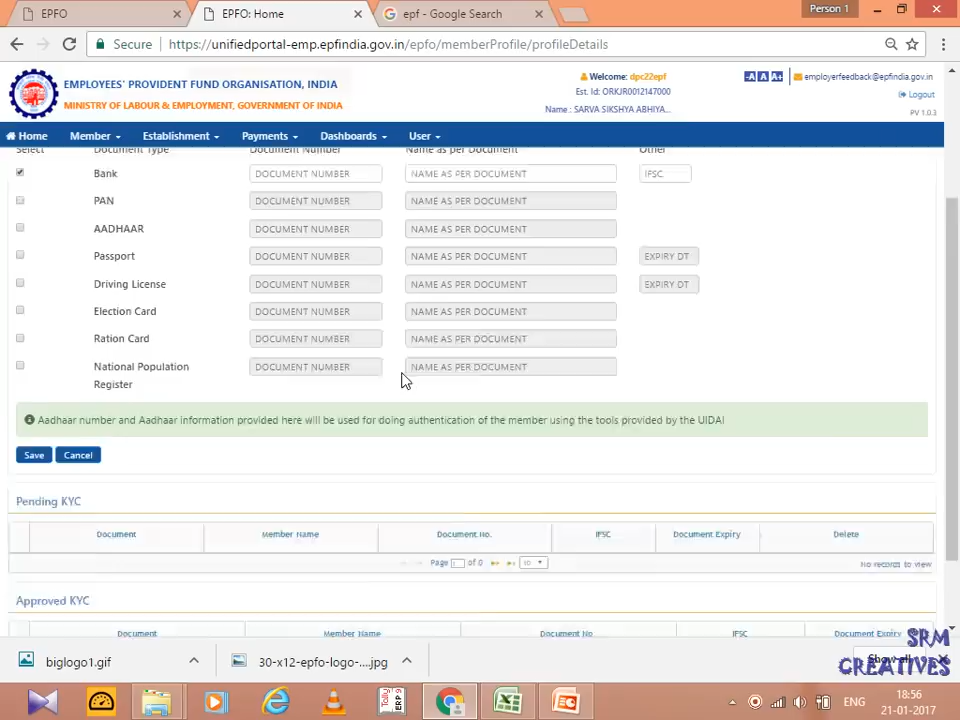 EPFO
EPFO: Home
epf - Google Search
Person 1
Secure
https://unifiedportal-emp.epfindia.gov.in/epfo/memberProfile/profileDetails
EMPLOYEES' PROVIDENT FUND ORGANISATION, INDIA
MINISTRY OF LABOUR & EMPLOYMENT, GOVERNMENT OF INDIA
Welcome: dpc22epf
Est. Id: ORKJR0012147000
Name : SARVA SIKSHYA ABHIYA...
-A A A+
employerfeedback@epfindia.gov.in
Logout
PV 1.0.3
Home Member Establishment Payments Dashboards User
Select Document Type Document Number Name as per Document Other
Bank DOCUMENT NUMBER NAME AS PER DOCUMENT IFSC
PAN DOCUMENT NUMBER NAME AS PER DOCUMENT
AADHAAR DOCUMENT NUMBER NAME AS PER DOCUMENT
Passport DOCUMENT NUMBER NAME AS PER DOCUMENT EXPIRY DT
Driving License DOCUMENT NUMBER NAME AS PER DOCUMENT EXPIRY DT
Election Card DOCUMENT NUMBER NAME AS PER DOCUMENT
Ration Card DOCUMENT NUMBER NAME AS PER DOCUMENT
National Population DOCUMENT NUMBER NAME AS PER DOCUMENT
Register
Aadhaar number and Aadhaar information provided here will be used for doing authentication of the member using the tools provided by the UIDAI
Save Cancel
Pending KYC
Document Member Name Document No. IFSC Document Expiry Delete
Page of 0 10 No records to view
Approved KYC
Document Member Name Document No IFSC Document Expiry
biglogo1.gif
30-x12-epfo-logo-....jpg
Show all
SRM
CREATIVES
Tally
ERP 9
ENG
18:56
21-01-2017